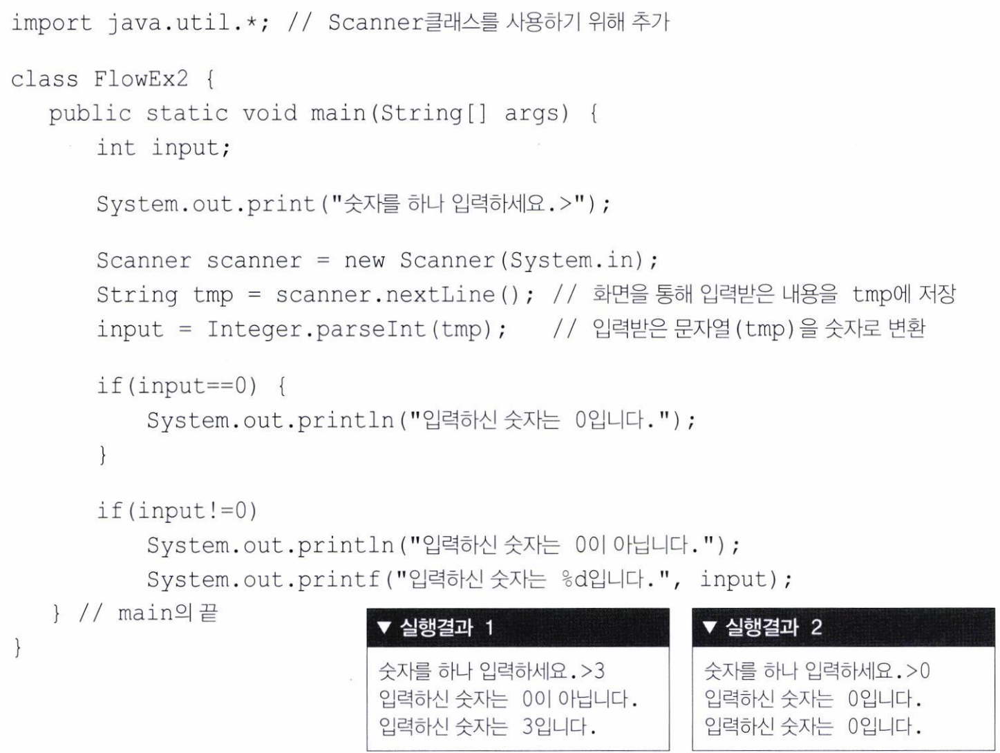 import java.util.*; // Scanner클래스를 사용하기 위해 추가
class FlowEx2 {
public static void main(String[] args) {
int input;
System.out.print("숫자를 하나 입력하세요.>");
Scanner scanner = new Scanner(System.in);
String tmp = scanner.nextLine(); // 화면을 통해 입력받은 내용을 tmp에 저장
input = Integer.parseInt(tmp); // 입력받은 문자열(tmp)을 숫자로 변환
if(input==0) {
System.out.println("입력하신 숫자는 0입니다.");
}
if(input!=0)
System.out.println("입력하신 숫자는 0이 아닙니다.");
System.out.printf("입력하신 숫자는 %d입니다.", input);
} // main의 끝
}
▼ 실행결과 1
숫자를 하나 입력하세요.>3
입력하신 숫자는 0이 아닙니다.
입력하신 숫자는 3입니다.
▼ 실행결과 2
숫자를 하나 입력하세요.>0
입력하신 숫자는 0입니다.
입력하신 숫자는 0입니다.